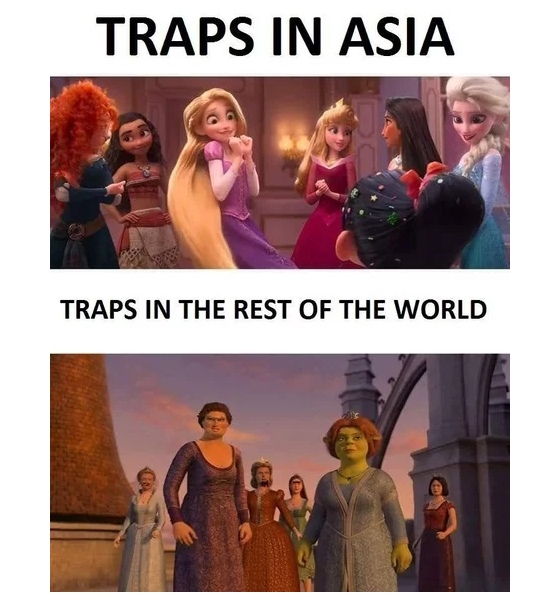 TRAPS IN ASIA
TRAPS IN THE REST OF THE WORLD